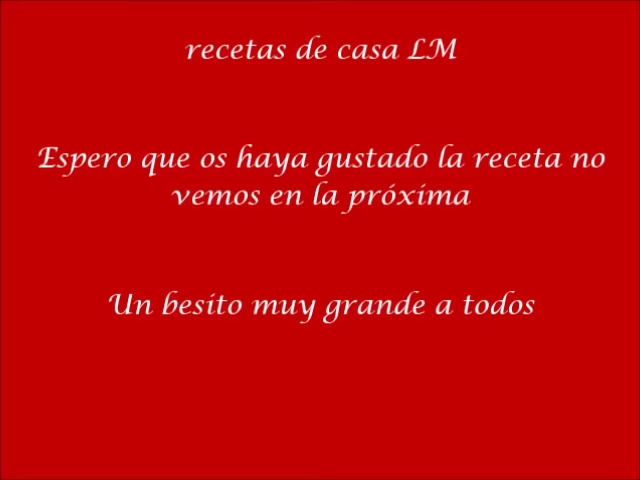 recetas de casa LM
Espero que os haya gustado la receta no
vemos en la próxima
Un besito muy grande a todos